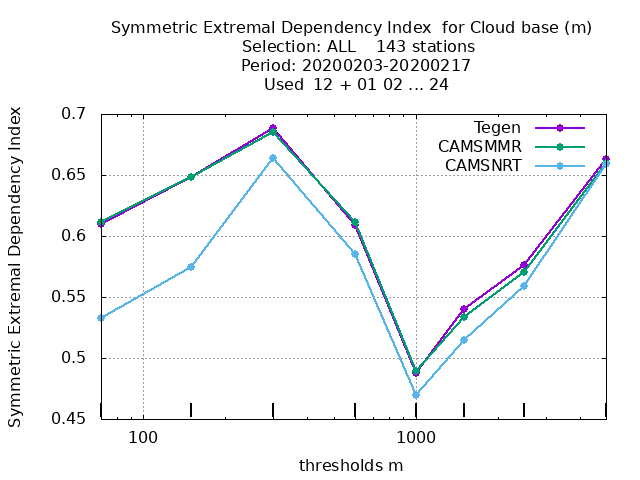 Symmetric Extremal Dependency Index  for Cloud base (m)
Selection: ALL    143 stations
Period: 20200203-20200217
Used  12 + 01 02 ... 24
Symmetric Extremal Dependency Index
0.7
0.65
0.6
0.55
0.5
0.45
Tegen
CAMSMMR
CAMSNRT
100
1000
thresholds m